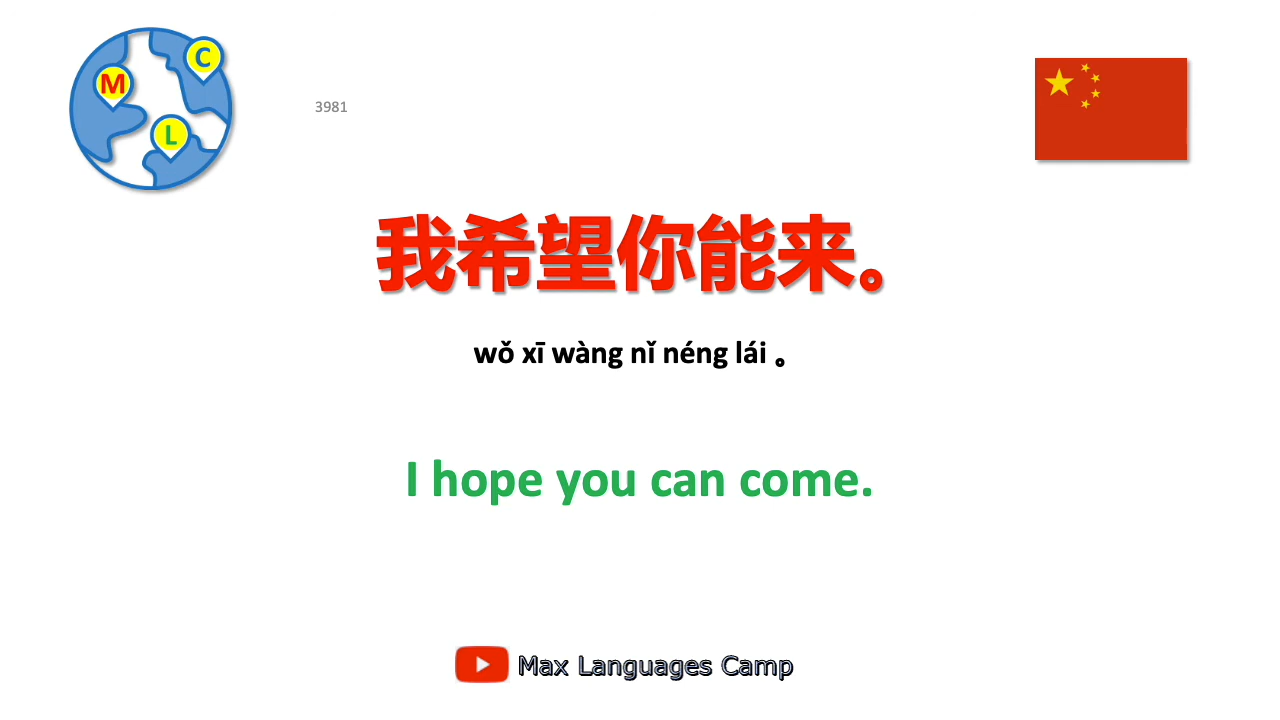 C
M
L
3981
我希望你能来。
wǒ xī wàng nǐ néng lái 。
I hope you can come.
Max Languages Camp